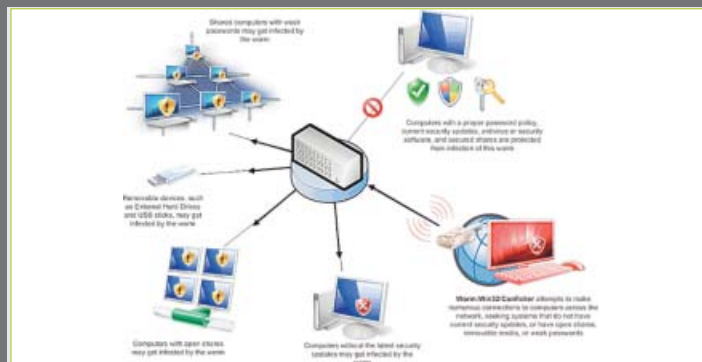 Shares computers with weak
passwords may get infected by
the worm
Computers with a proper password policy,
current security updates, antivirus or security
software, and secured shares are protected
from infection of this worm
Removable devices, such
as External Hard Drives
and USB sticks, may get
infected by the worm
Worm:Win32/Conficker attempts to make
numerous connections to computers across the
network, seeking systems that do not have
current security updates, or have open shares,
removable media, or weak passwords
Computers with open shares
may get infected by the worm
Computers without the latest security
updates may get infected by the